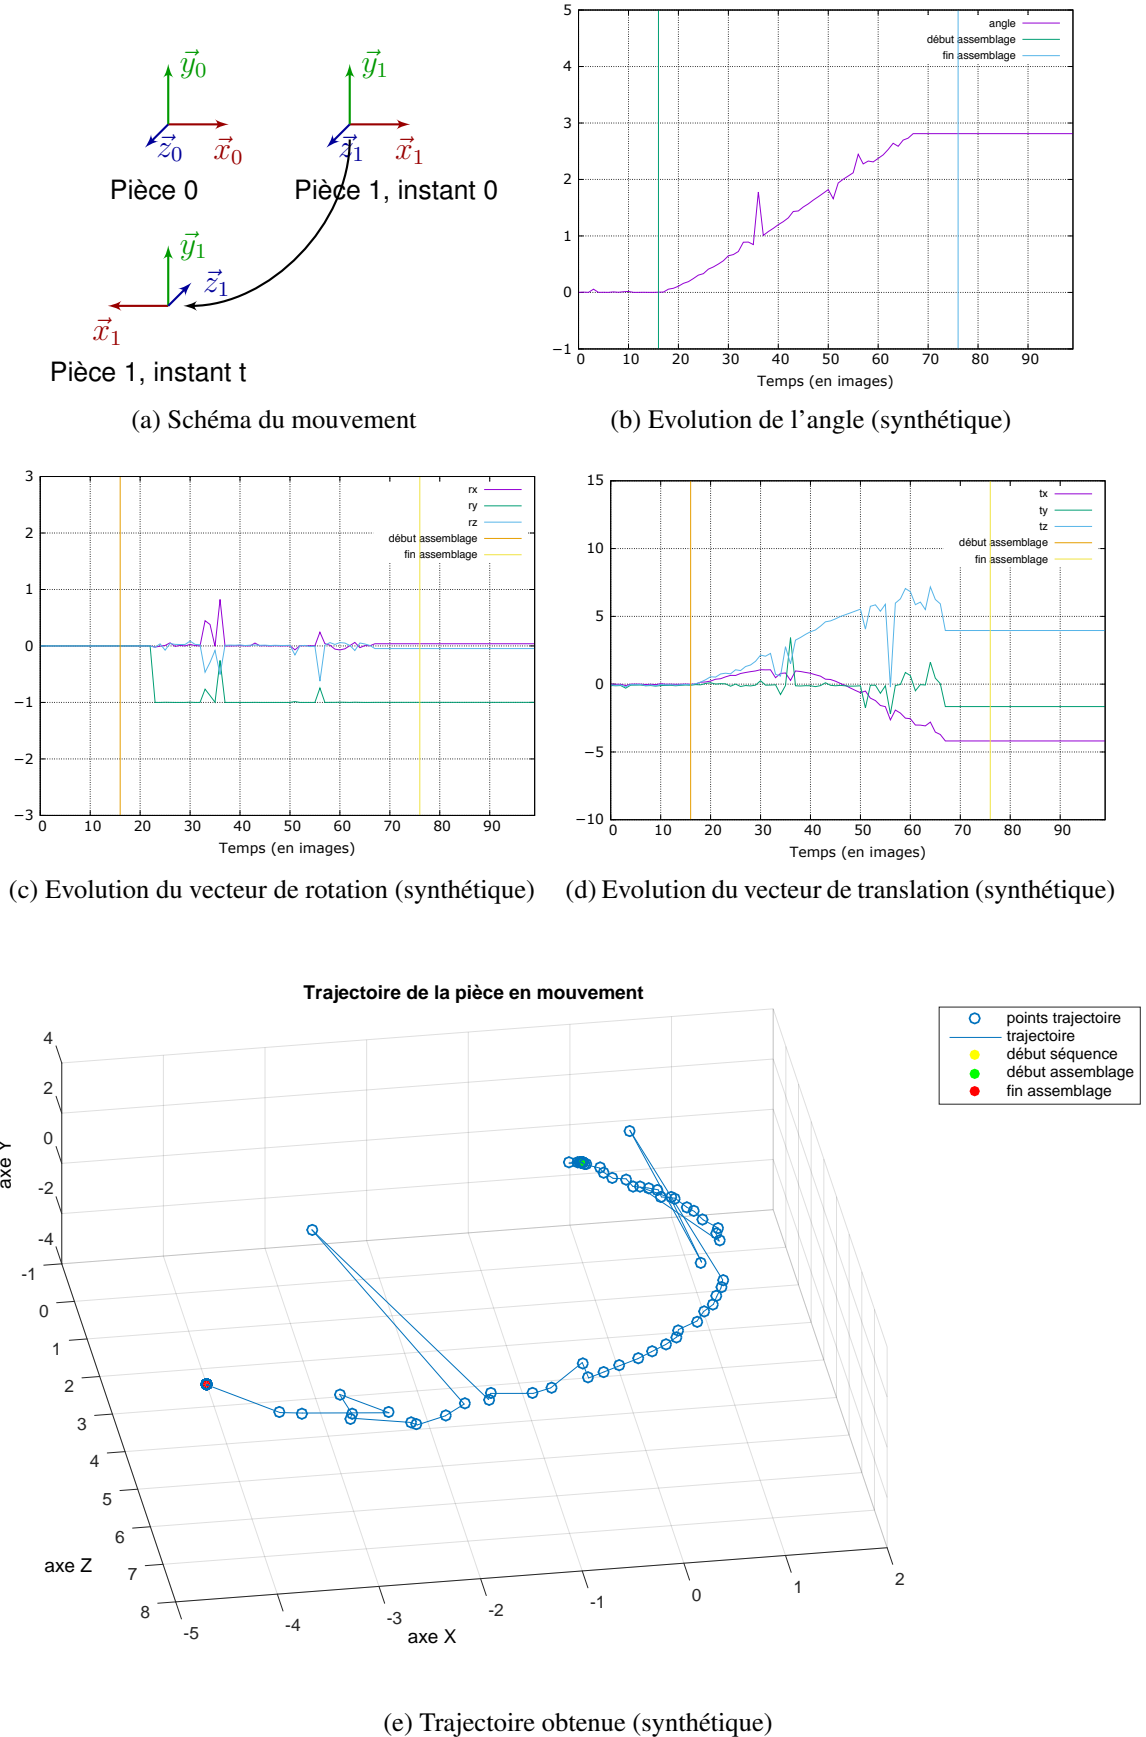 y⃗0
y⃗1
z⃗0
x⃗0
z⃗1
x⃗1
Pièce 0
Pièce 1, instant 0
y⃗1
z⃗1
x⃗1
Pièce 1, instant t
(a) Schéma du mouvement
5
4
3
2
1
0
−1
0 10 20 30 40 50 60 70 80 90
Temps (en images)
angle
début assemblage
fin assemblage
(b) Evolution de l'angle (synthétique)
3
2
1
0
−1
−2
−3
0 10 20 30 40 50 60 70 80 90
Temps (en images)
rx
ry
rz
début assemblage
fin assemblage
(c) Evolution du vecteur de rotation (synthétique)
15
10
5
0
−5
−10
0 10 20 30 40 50 60 70 80 90
Temps (en images)
tx
ty
tz
début assemblage
fin assemblage
(d) Evolution du vecteur de translation (synthétique)
Trajectoire de la pièce en mouvement
points trajectoire
trajectoire
début séquence
début assemblage
fin assemblage
4
2
0
-2
-4
axe Y
-1
0
1
2
3
4
5
6
7
8
axe Z
-5 -4 -3 -2 -1 0 1 2
axe X
(e) Trajectoire obtenue (synthétique)